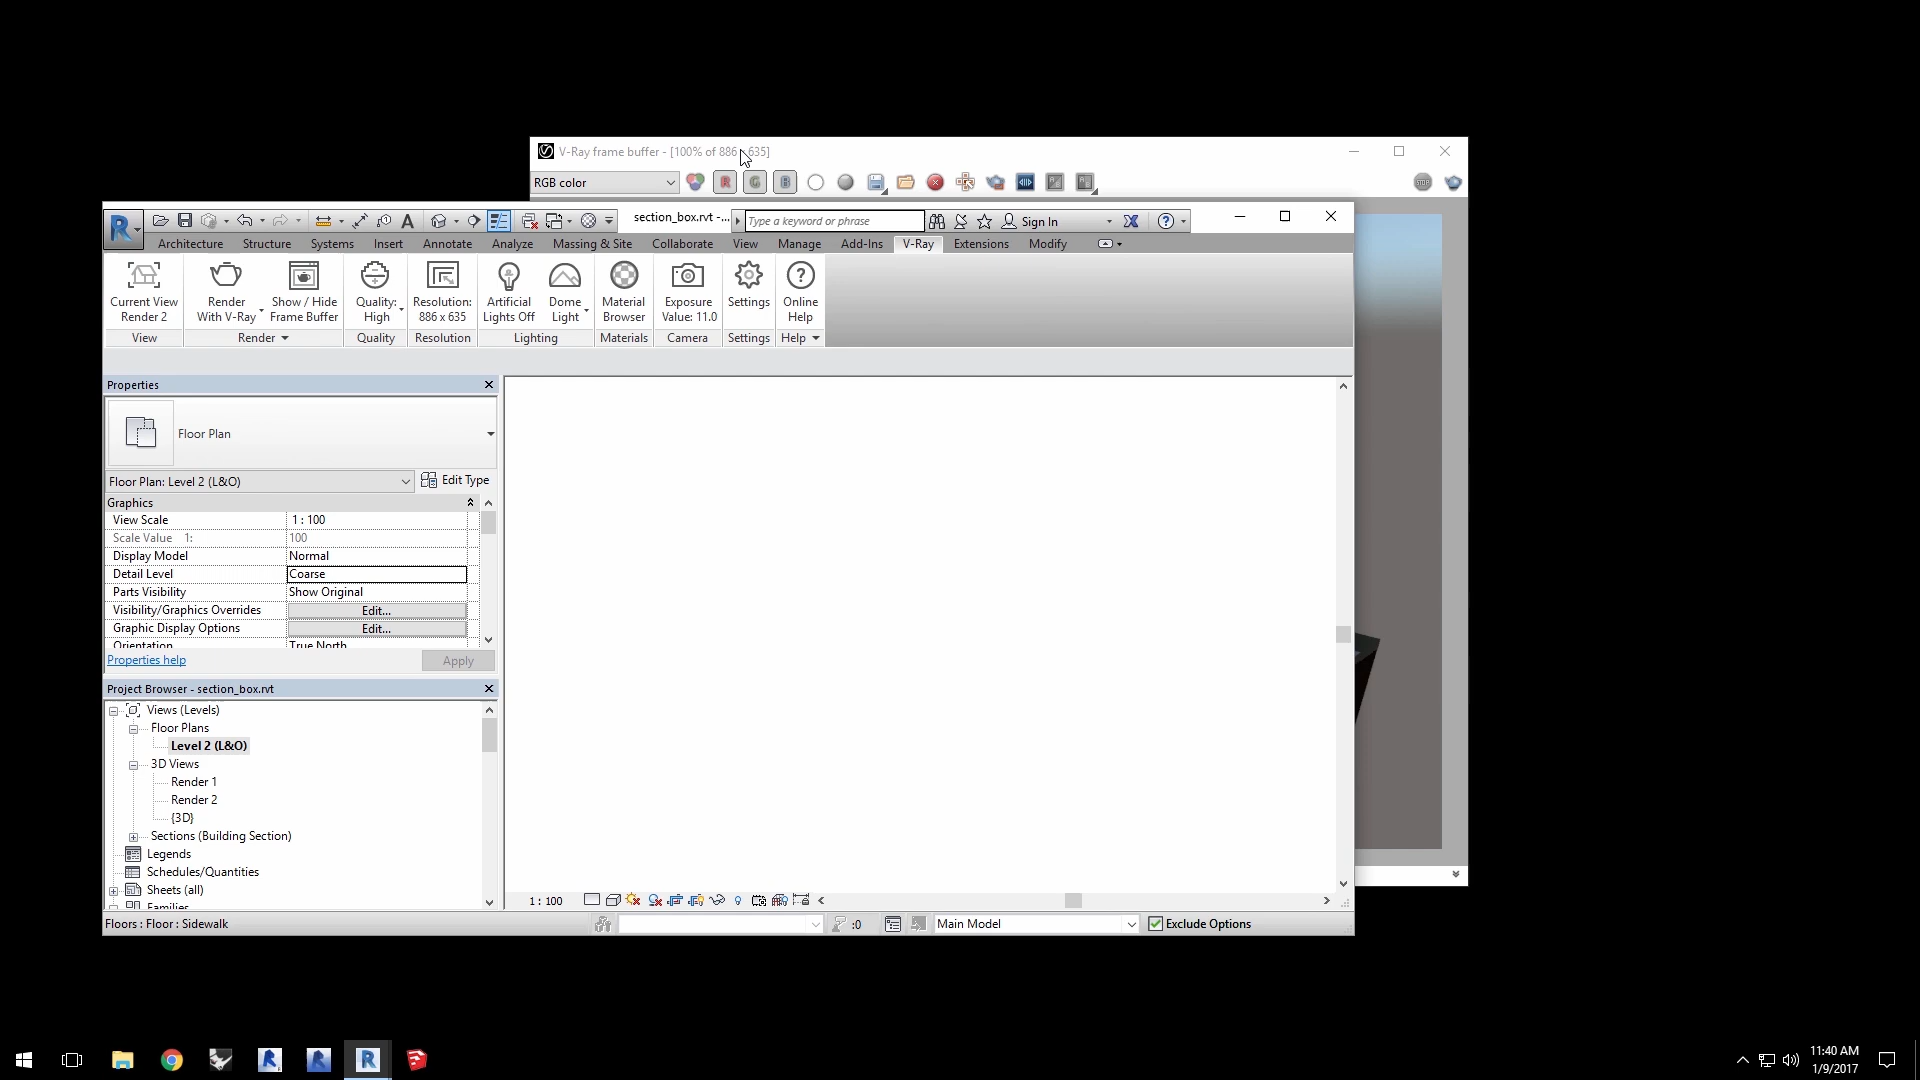 V-Ray frame buffer - [100% of 886 x 635]
RGB color
R G B
STOP
R
A
section_box.rvt -...
Type a keyword or phrase
Sign In
?
Architecture Structure Systems Insert Annotate Analyze Massing & Site Collaborate View Manage Add-Ins V-Ray Extensions Modify
Current View
Render 2
Render
With V-Ray
Show / Hide
Frame Buffer
Quality:
High
Resolution:
886 x 635
Artificial
Lights Off
Dome
Light
Material
Browser
Exposure
Value: 11.0
Settings
Online
Help
View Render Quality Resolution Lighting Materials Camera Settings Help
Properties
Floor Plan
Floor Plan: Level 2 (L&O)
Edit Type
Graphics
View Scale 1 : 100
Scale Value 1: 100
Display Model Normal
Detail Level Coarse
Parts Visibility Show Original
Visibility/Graphics Overrides Edit...
Graphic Display Options Edit...
Orientation True North
Properties help
Apply
Project Browser - section_box.rvt
Views (Levels)
Floor Plans
Level 2 (L&O)
3D Views
Render 1
Render 2
{3D}
Sections (Building Section)
Legends
Schedules/Quantities
Sheets (all)
Families
1 : 100
Floors : Floor : Sidewalk
:0
Main Model
Exclude Options
11:40 AM
1/9/2017